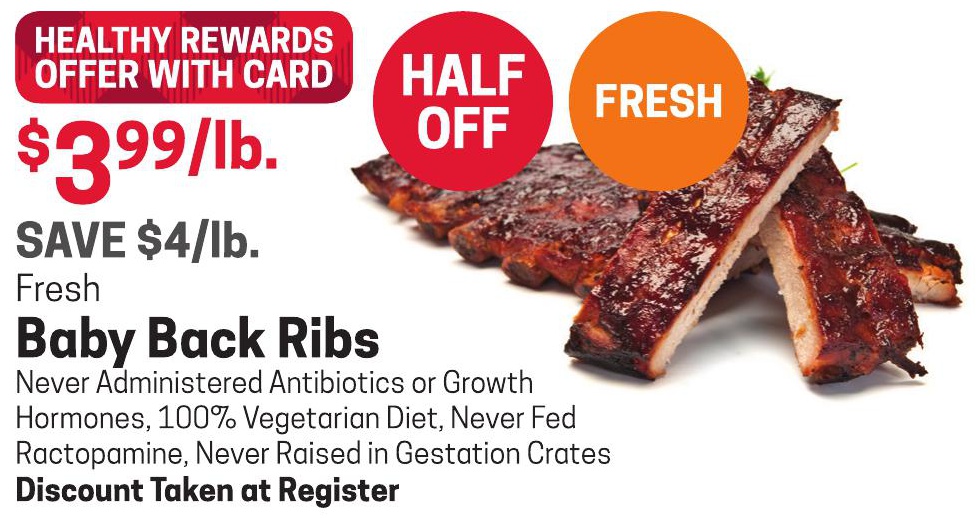 HEALTHY REWARDS
OFFER WITH CARD
HALF
OFF
FRESH
$3.99/lb.
SAVE $4/lb.
Fresh
Baby Back Ribs
Never Administered Antibiotics or Growth
Hormones, 100% Vegetarian Diet, Never Fed
Ractopamine, Never Raised in Gestation Crates
Discount Taken at Register